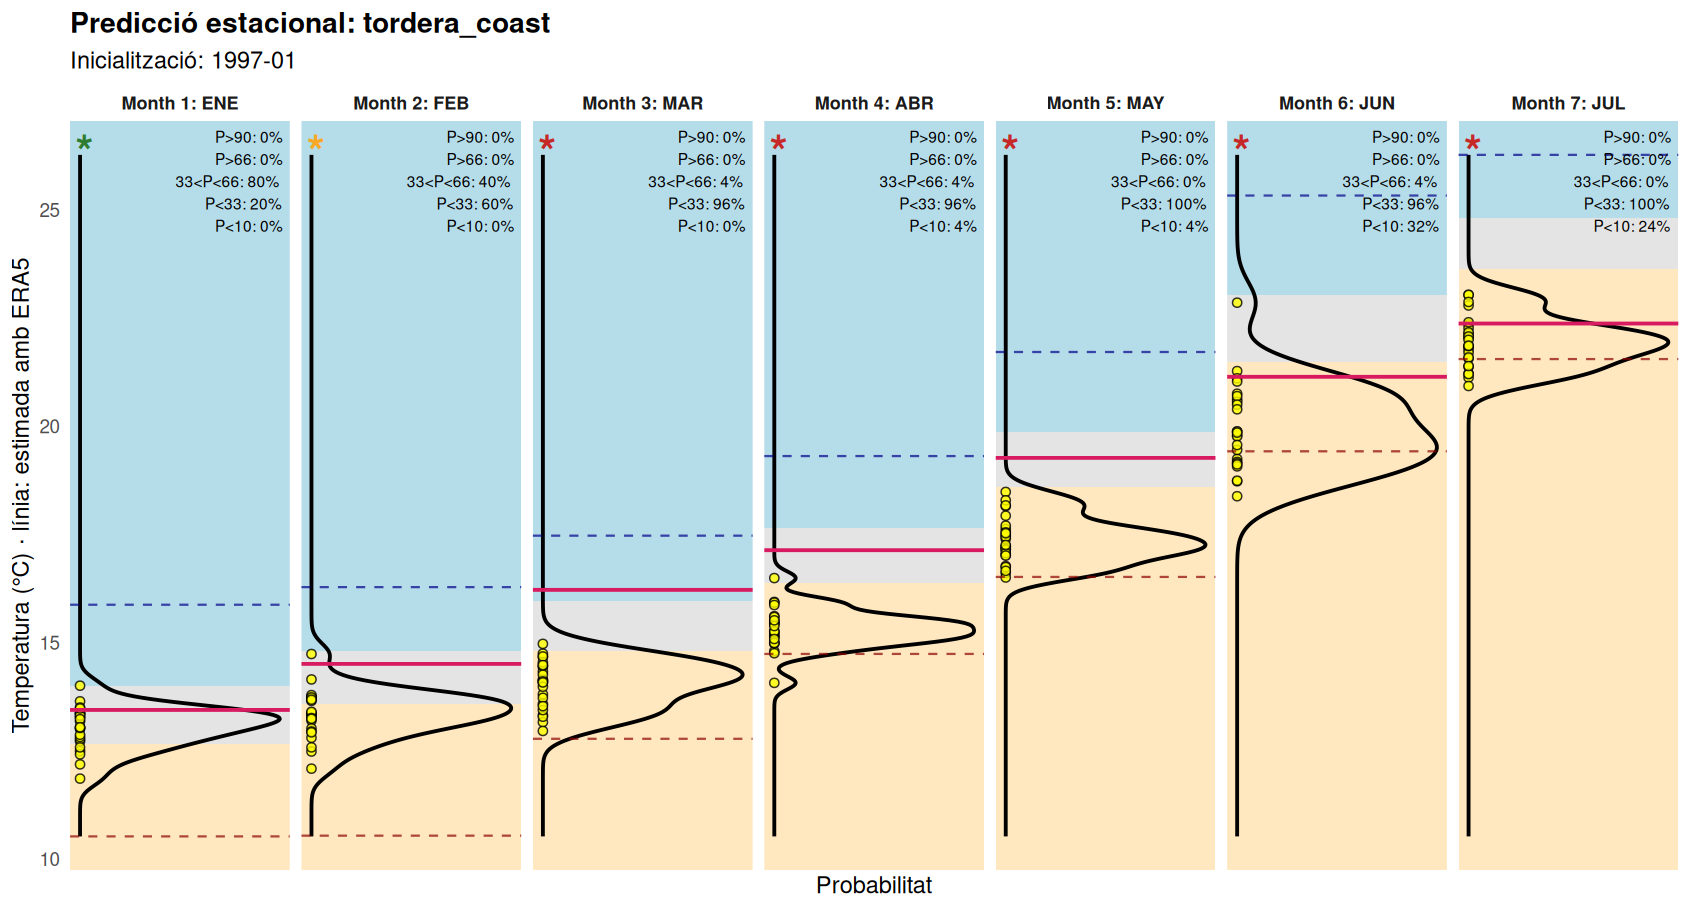 Predicció estacional: tordera_coast
Inicialització: 1997-01
Month 1: ENE
Month 2: FEB
Month 3: MAR
Month 4: ABR
Month 5: MAY
Month 6: JUN
Month 7: JUL
*
P>90: 0%
P>66: 0%
33<P<66: 80%
P<33: 20%
P<10: 0%
*
P>90: 0%
P>66: 0%
33<P<66: 40%
P<33: 60%
P<10: 0%
*
P>90: 0%
P>66: 0%
33<P<66: 4%
P<33: 96%
P<10: 0%
*
P>90: 0%
P>66: 0%
33<P<66: 4%
P<33: 96%
P<10: 4%
*
P>90: 0%
P>66: 0%
33<P<66: 0%
P<33: 100%
P<10: 4%
*
P>90: 0%
P>66: 0%
33<P<66: 4%
P<33: 96%
P<10: 32%
*
P>90: 0%
P>66: 0%
33<P<66: 0%
P<33: 100%
P<10: 24%
Temperatura (°C) · línia: estimada amb ERA5
25
20
15
10
Probabilitat